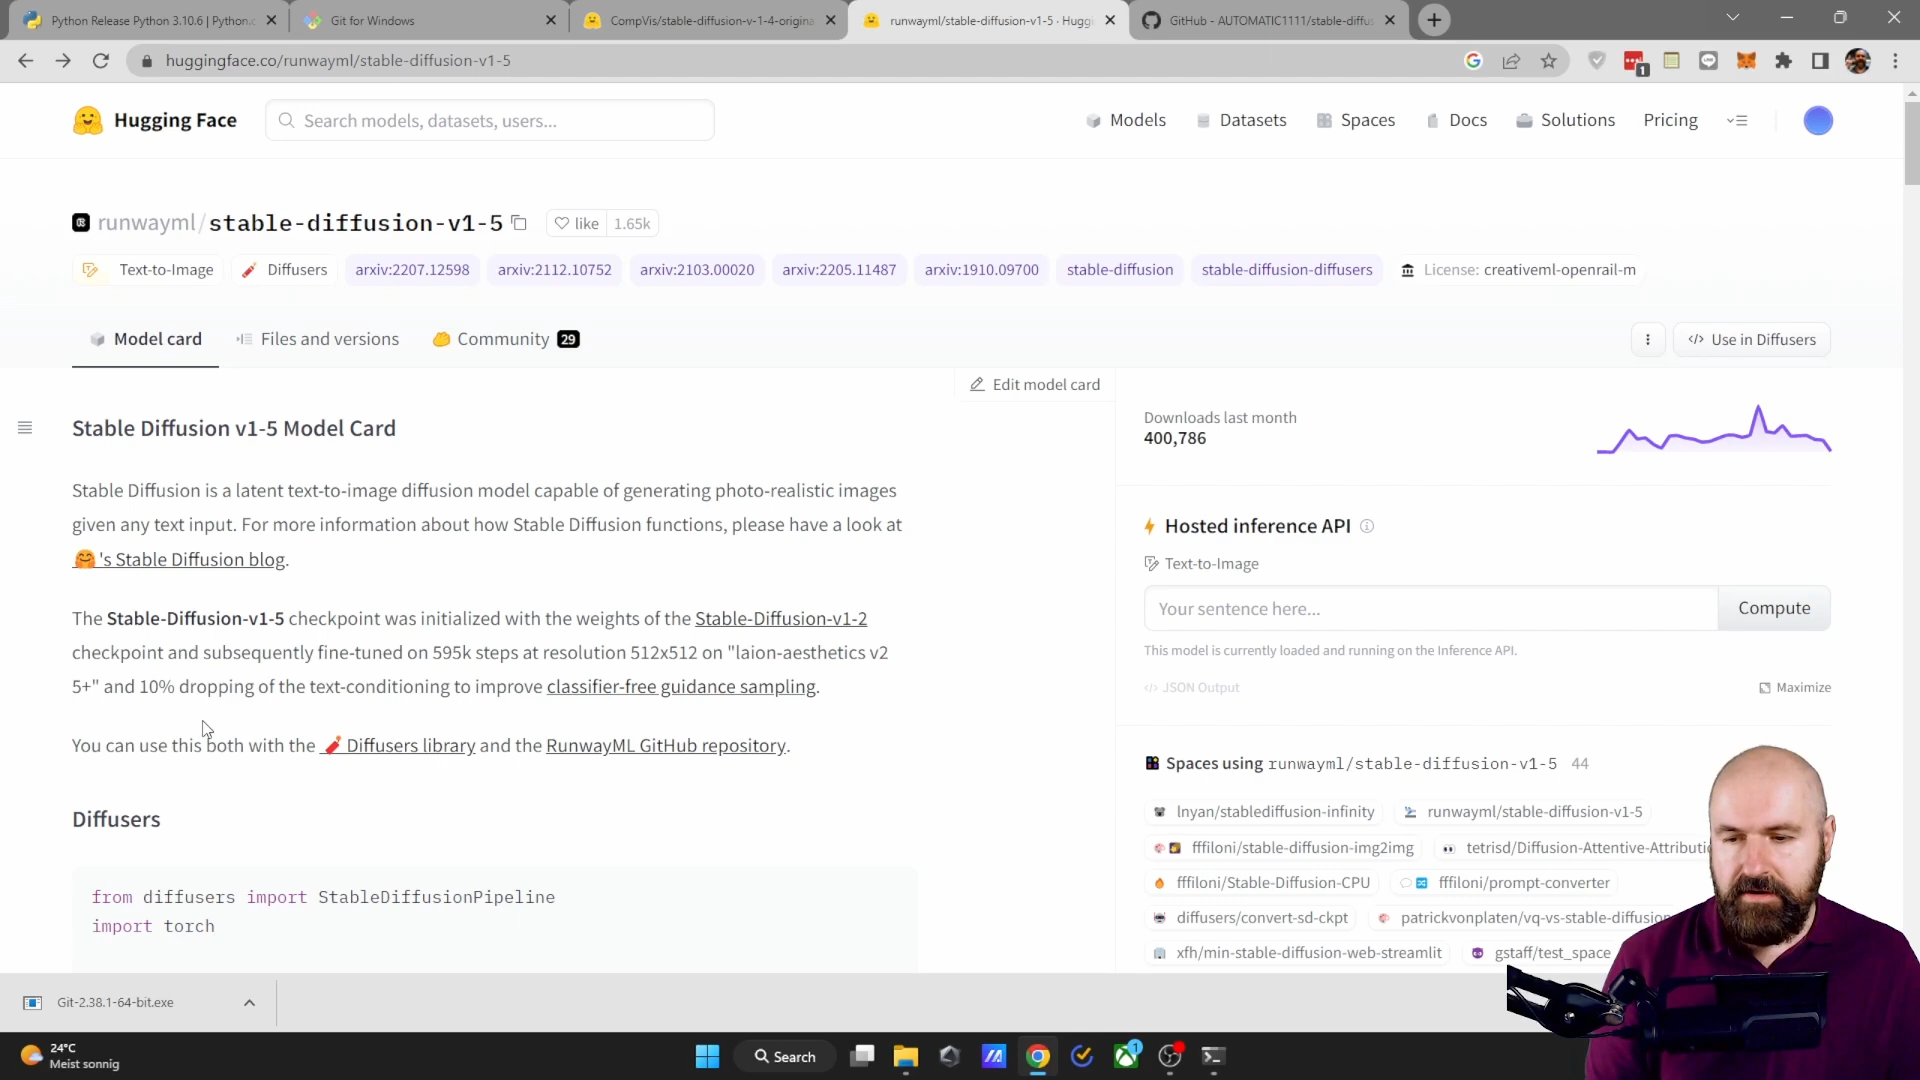 Python Release Python 3.10.6 | Python.c
Git for Windows
CompVis/stable-diffusion-v-1-4-origina
runwayml/stable-diffusion-v1-5 · Huggi
GitHub - AUTOMATIC1111/stable-diffus
huggingface.co/runwayml/stable-diffusion-v1-5
1
Hugging Face
Search models, datasets, users...
Models
Datasets
Spaces
Docs
Solutions
Pricing
runwayml/stable-diffusion-v1-5
like 1.65k
Text-to-Image
Diffusers
arxiv:2207.12598
arxiv:2112.10752
arxiv:2103.00020
arxiv:2205.11487
arxiv:1910.09700
stable-diffusion
stable-diffusion-diffusers
License: creativeml-openrail-m
Model card
Files and versions
Community 29
</> Use in Diffusers
Edit model card
Stable Diffusion v1-5 Model Card
Stable Diffusion is a latent text-to-image diffusion model capable of generating photo-realistic images
given any text input. For more information about how Stable Diffusion functions, please have a look at
🤗's Stable Diffusion blog.
The Stable-Diffusion-v1-5 checkpoint was initialized with the weights of the Stable-Diffusion-v1-2
checkpoint and subsequently fine-tuned on 595k steps at resolution 512x512 on "laion-aesthetics v2
5+" and 10% dropping of the text-conditioning to improve classifier-free guidance sampling.
You can use this both with the 🧨Diffusers library and the RunwayML GitHub repository.
Diffusers
from diffusers import StableDiffusionPipeline
import torch
Downloads last month
400,786
Hosted inference API
Text-to-Image
Your sentence here...
Compute
This model is currently loaded and running on the Inference API.
</> JSON Output
Maximize
Spaces using runwayml/stable-diffusion-v1-5 44
lnyan/stablediffusion-infinity
runwayml/stable-diffusion-v1-5
fffiloni/stable-diffusion-img2img
tetrisd/Diffusion-Attentive-Attributi
fffiloni/Stable-Diffusion-CPU
fffiloni/prompt-converter
diffusers/convert-sd-ckpt
patrickvonplaten/vq-vs-stable-diffusion
xfh/min-stable-diffusion-web-streamlit
gstaff/test_space
Git-2.38.1-64-bit.exe
24°C
Meist sonnig
Search
1